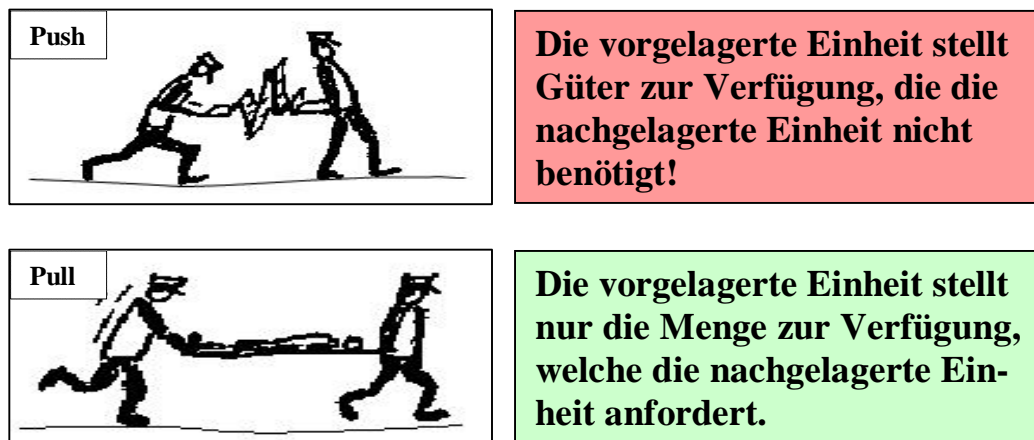 Push
Die vorgelagerte Einheit stellt
Güter zur Verfügung, die die
nachgelagerte Einheit nicht
benötigt!
Pull
Die vorgelagerte Einheit stellt
nur die Menge zur Verfügung,
welche die nachgelagerte Ein-
heit anfordert.